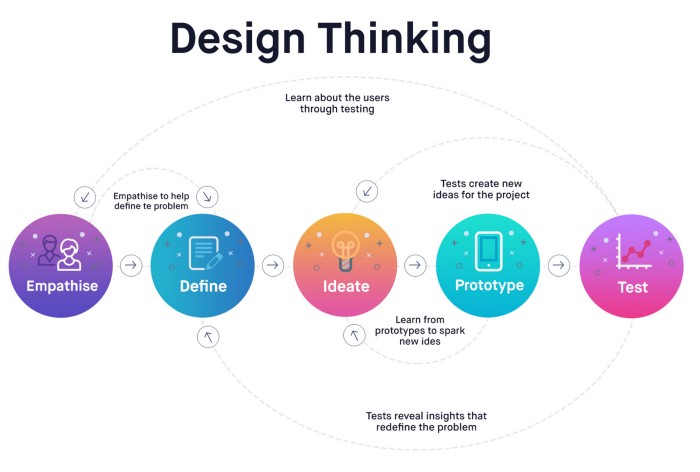 Design Thinking
Learn about the users
through testing
Empathise to help
define te problem
Tests create new
ideas for the project
Empathise
Define
Ideate
Prototype
Test
Learn from
prototypes to spark
new ides
Tests reveal insights that
redefine the problem